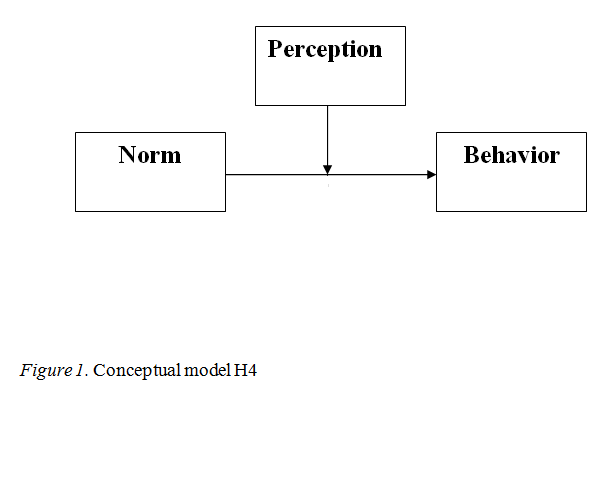 Perception
Norm
Behavior
Figure 1. Conceptual model H4